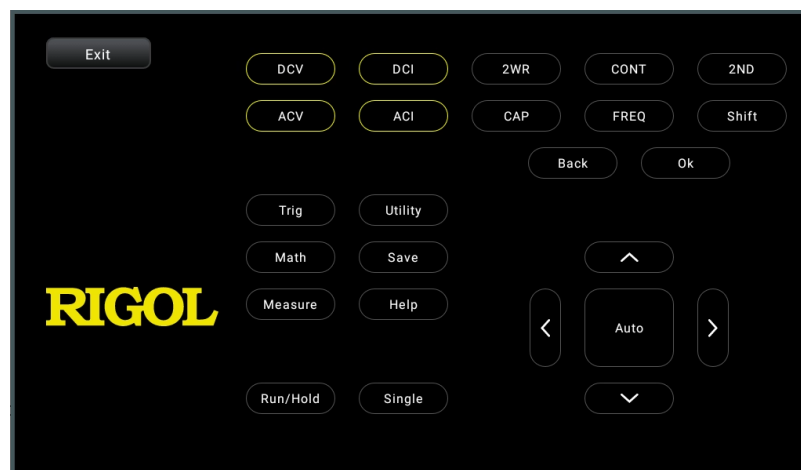 Exit
DCV DCI 2WR CONT 2ND
ACV ACI CAP FREQ Shift
Back Ok
Trig Utility
Math Save
RIGOL
Measure Help
Auto
Run/Hold Single